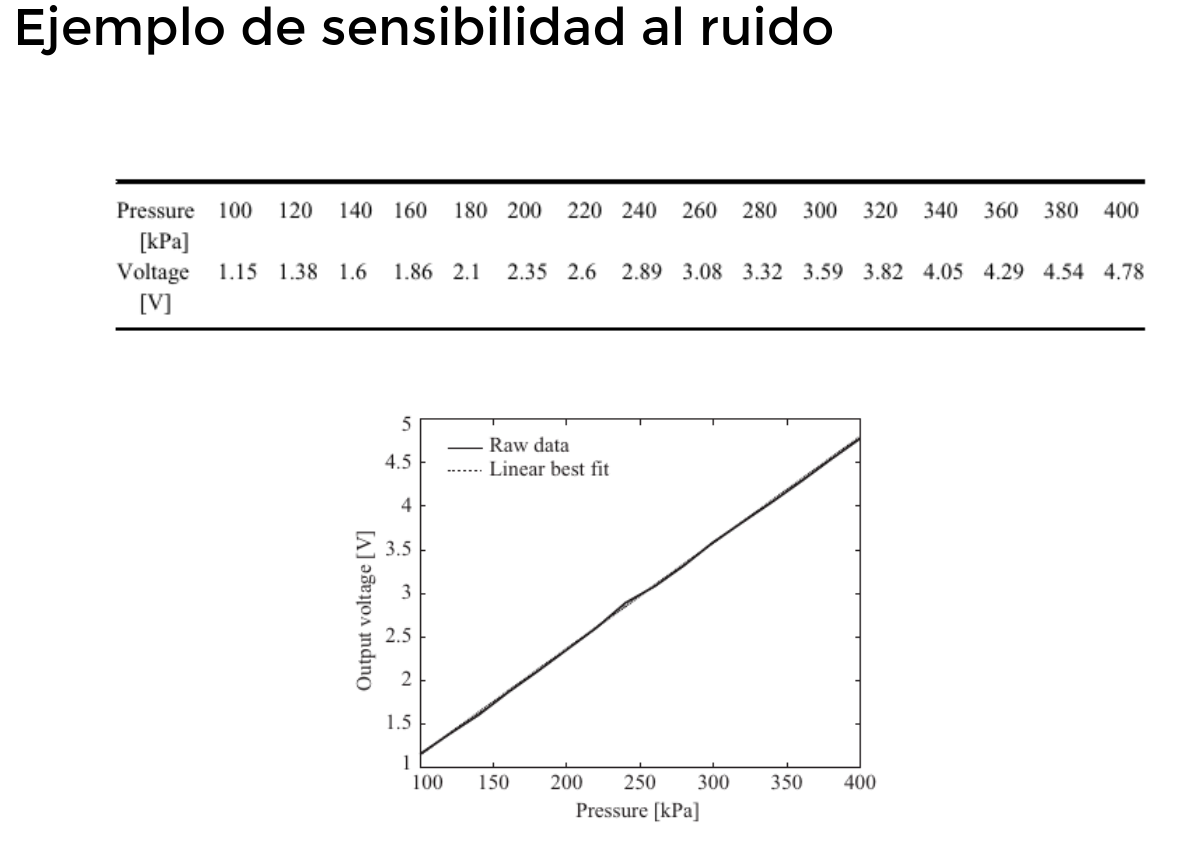 Ejemplo de sensibilidad al ruido
Pressure 100 120 140 160 180 200 220 240 260 280 300 320 340 360 380 400
[kPa]
Voltage 1.15 1.38 1.6 1.86 2.1 2.35 2.6 2.89 3.08 3.32 3.59 3.82 4.05 4.29 4.54 4.78
[V]
5
Raw data
4.5
Linear best fit
4
3.5
3
2.5
2
1.5
1
Output voltage [V]
100 150 200 250 300 350 400
Pressure [kPa]